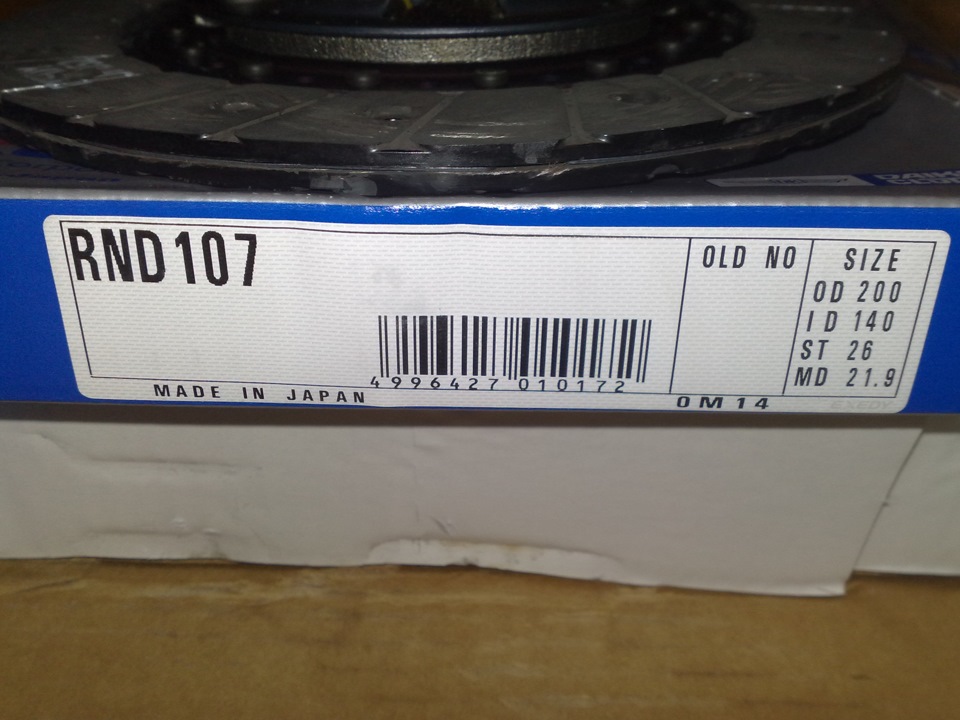 RND107
OLD NO
SIZE
OD 200
ID 140
ST 26
MD 21.9
4996427 010172
MADE IN JAPAN
0M14
EXEDY